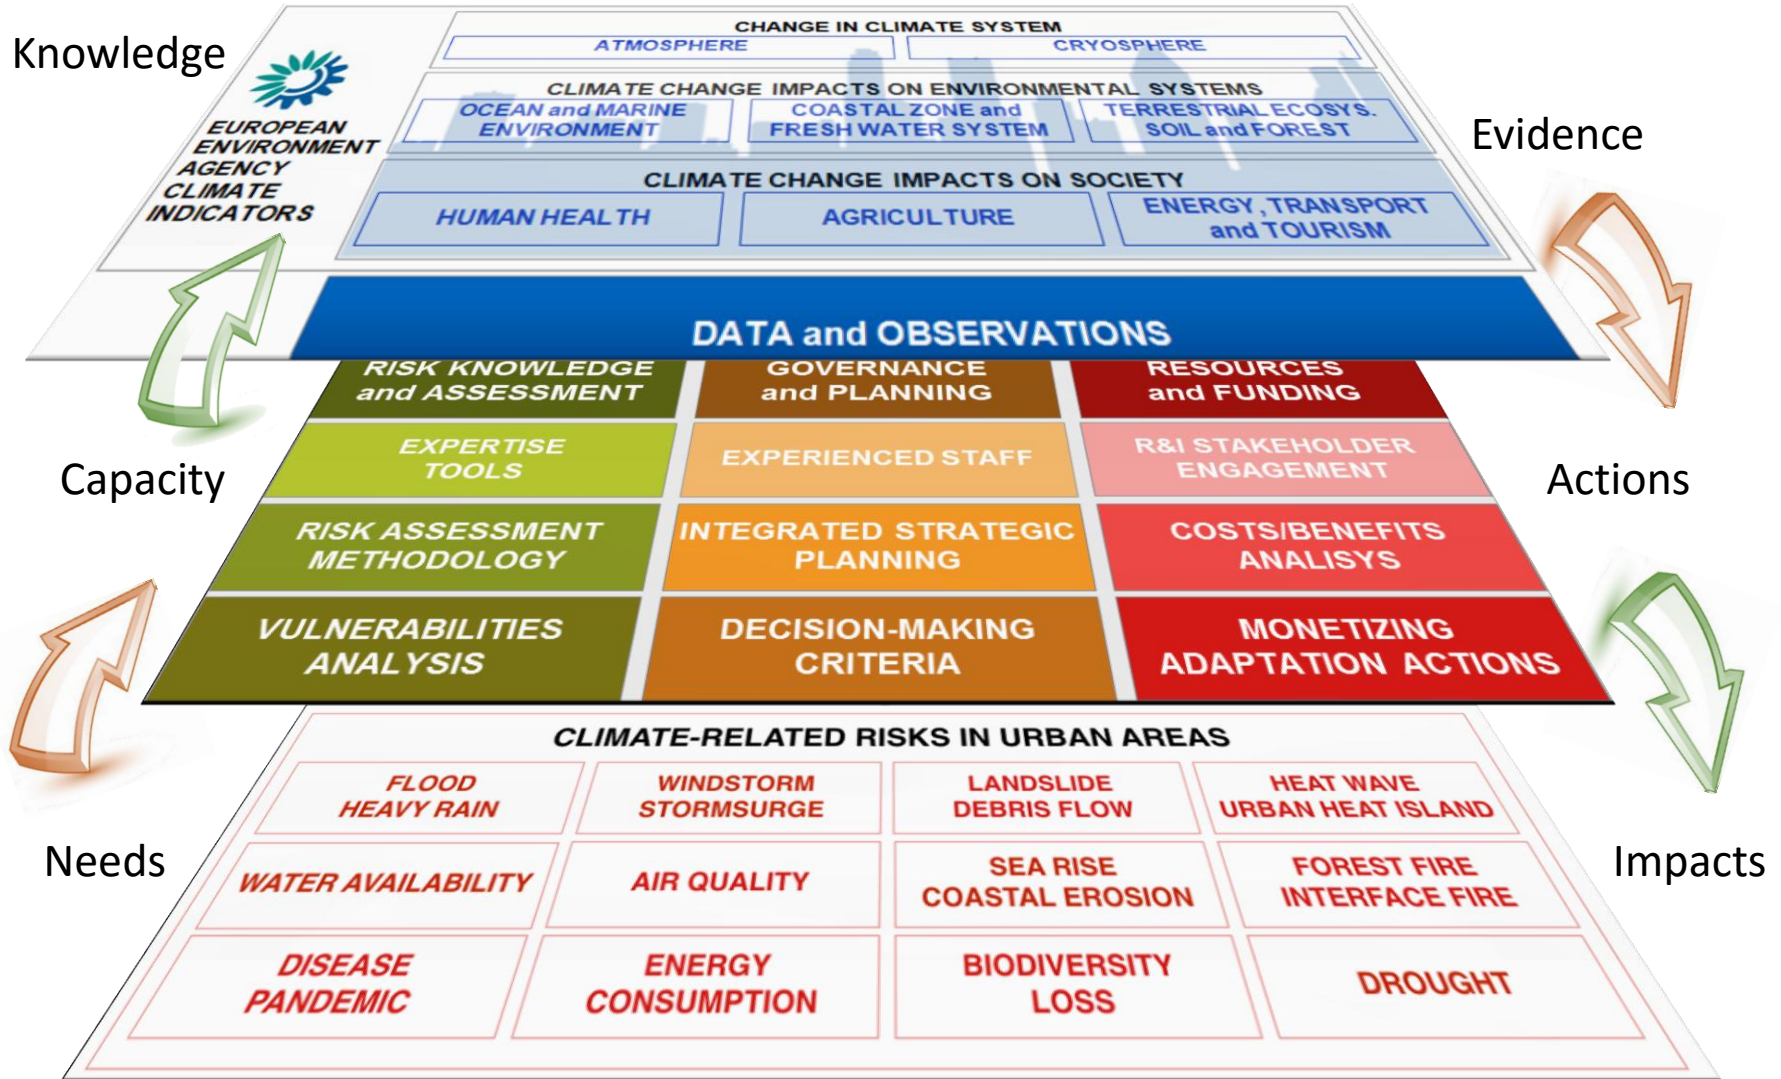 Knowledge
CHANGE IN CLIMATE SYSTEM
ATMOSPHERE
CRYOSPHERE
CLIMATE CHANGE IMPACTS ON ENVIRONMENTAL SYSTEMS
OCEAN and MARINE
ENVIRONMENT
COASTAL ZONE and
FRESH WATER SYSTEM
TERRESTRIAL ECOSYS.
SOIL and FOREST
EUROPEAN
ENVIRONMENT
AGENCY
CLIMATE
INDICATORS
Evidence
CLIMATE CHANGE IMPACTS ON SOCIETY
HUMAN HEALTH
AGRICULTURE
ENERGY, TRANSPORT
and TOURISM
DATA and OBSERVATIONS
RISK KNOWLEDGE
and ASSESSMENT
GOVERNANCE
and PLANNING
RESOURCES
and FUNDING
Capacity
EXPERTISE
TOOLS
EXPERIENCED STAFF
R&I STAKEHOLDER
ENGAGEMENT
Actions
RISK ASSESSMENT
METHODOLOGY
INTEGRATED STRATEGIC
PLANNING
COSTS/BENEFITS
ANALISYS
VULNERABILITIES
ANALYSIS
DECISION-MAKING
CRITERIA
MONETIZING
ADAPTATION ACTIONS
CLIMATE-RELATED RISKS IN URBAN AREAS
FLOOD
HEAVY RAIN
WINDSTORM
STORMSURGE
LANDSLIDE
DEBRIS FLOW
HEAT WAVE
URBAN HEAT ISLAND
Needs
WATER AVAILABILITY
AIR QUALITY
SEA RISE
COASTAL EROSION
FOREST FIRE
INTERFACE FIRE
Impacts
DISEASE
PANDEMIC
ENERGY
CONSUMPTION
BIODIVERSITY
LOSS
DROUGHT